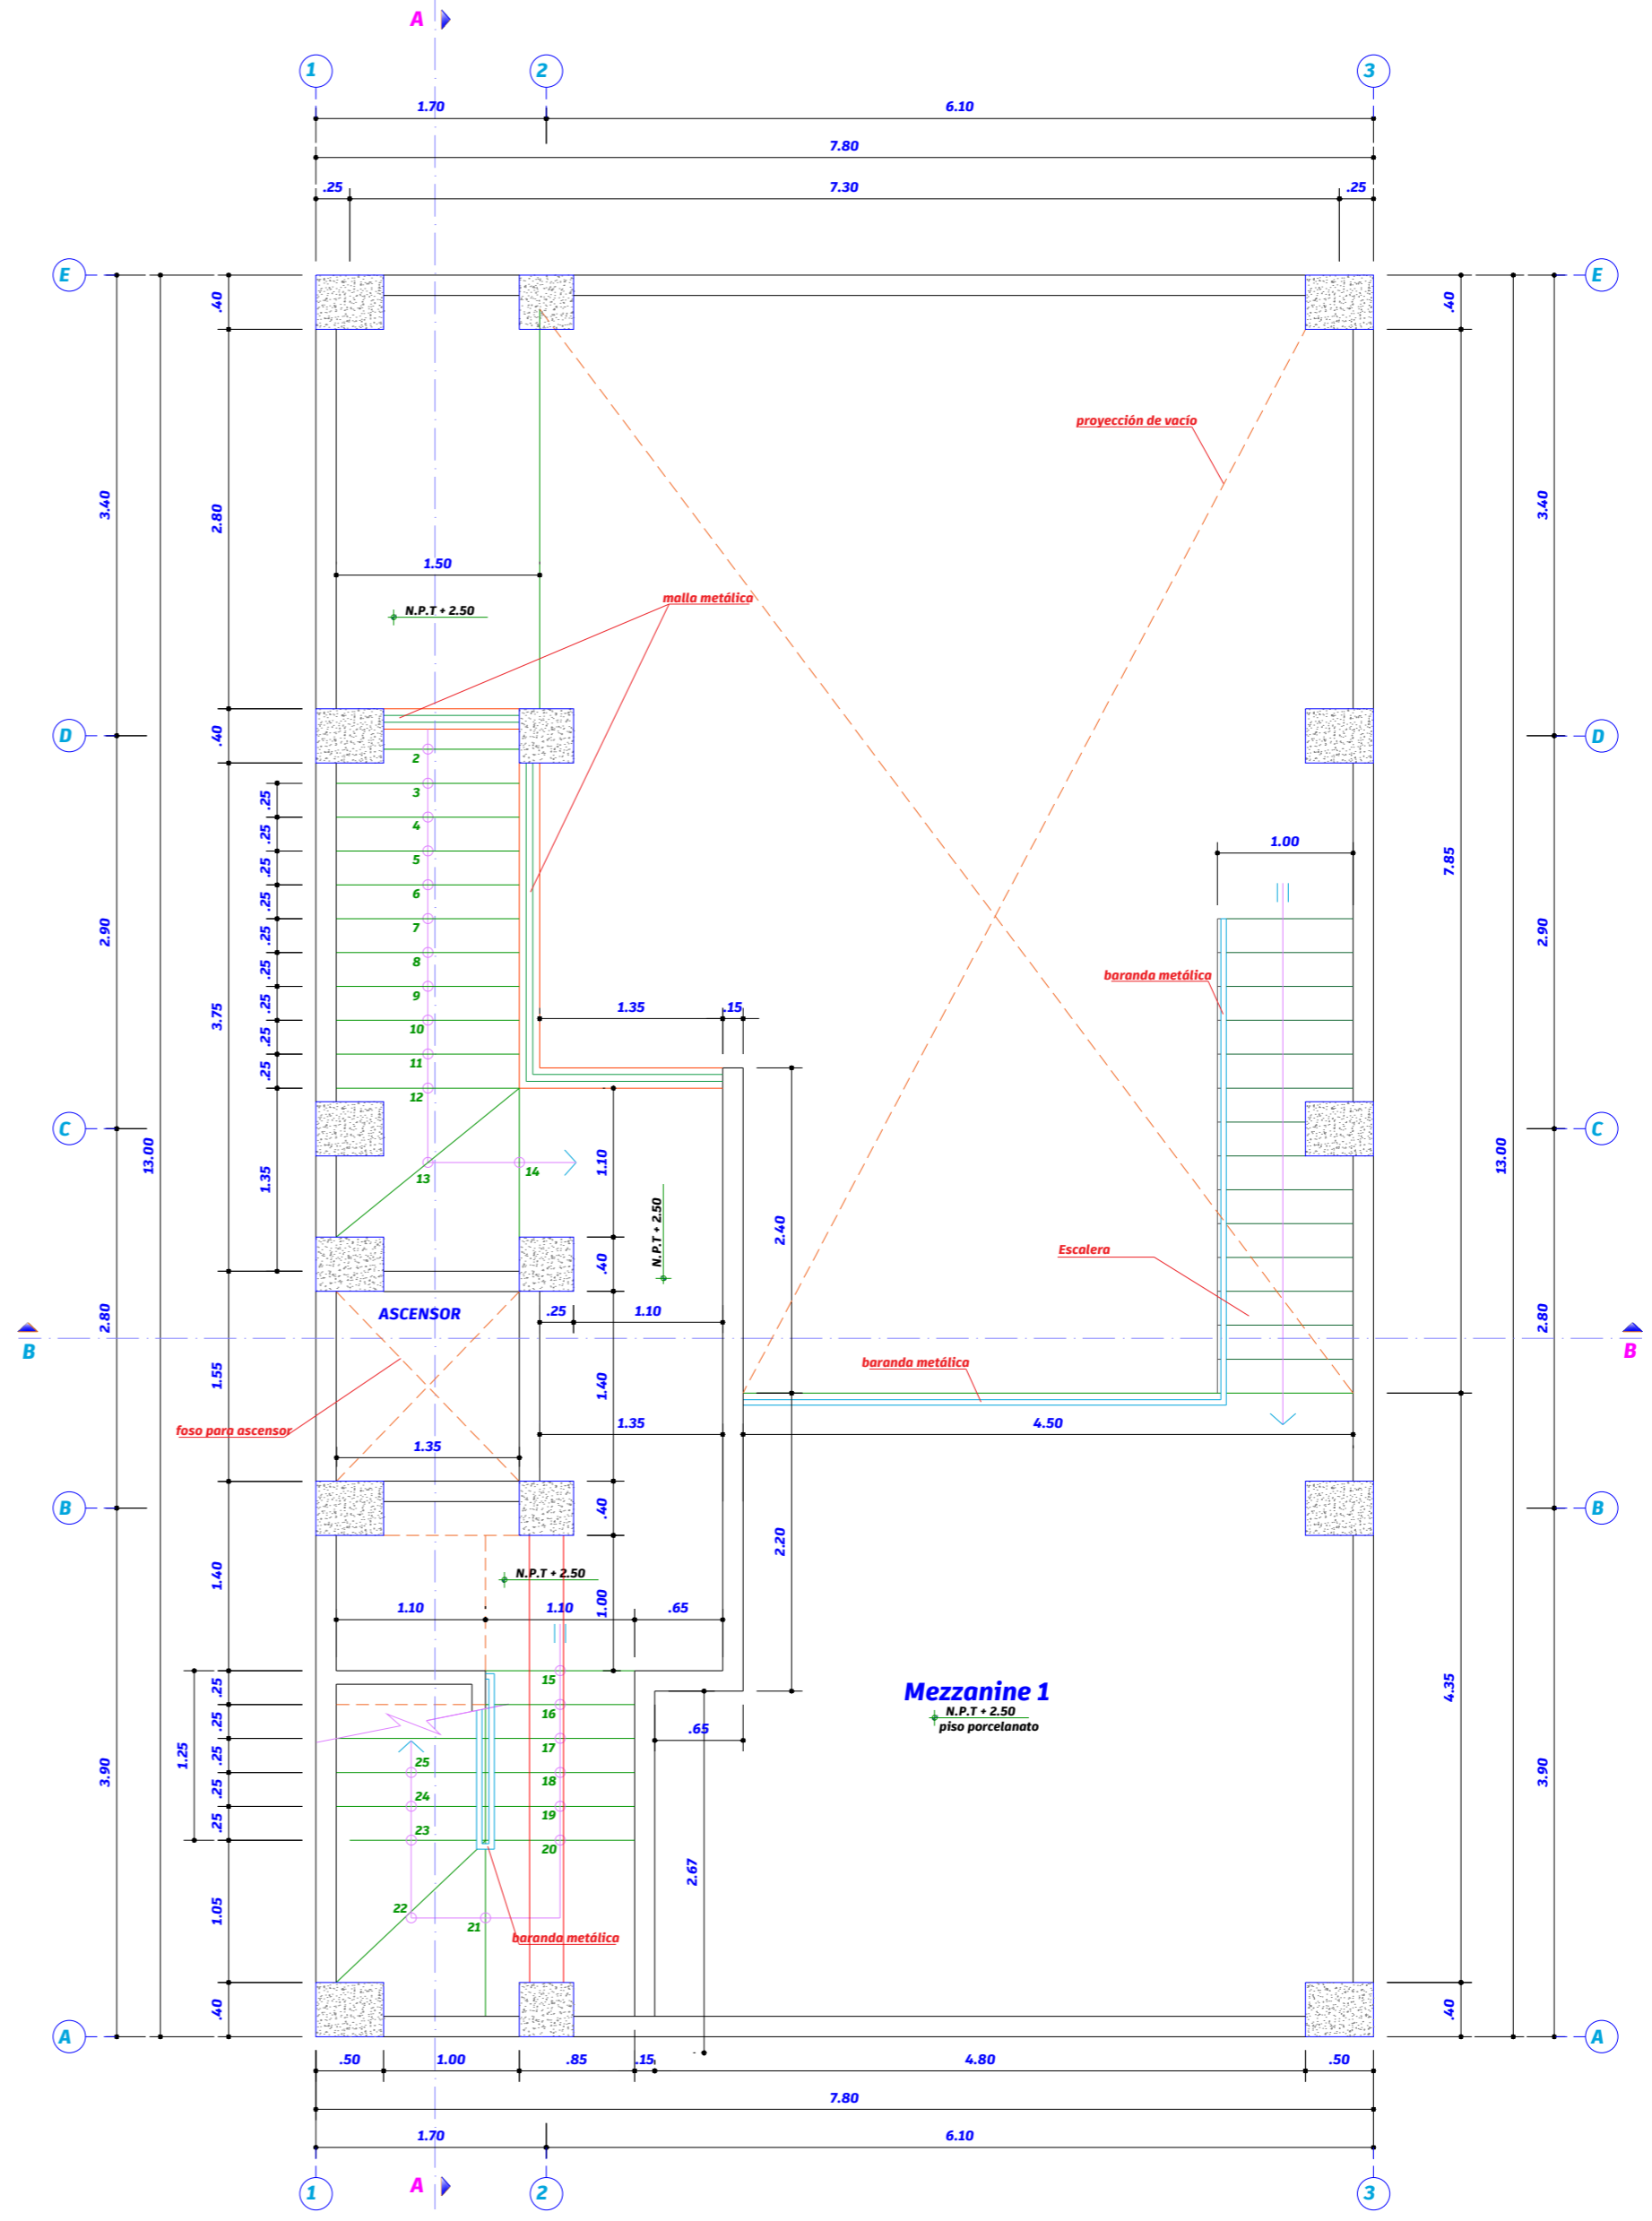 A
1 2 3
1.70 6.10
7.80
.25 7.30 .25
E E
.40 .40
proyección de vacío
3.40 2.80 3.40
1.50
malla metálica
N.P.T + 2.50
D .40 D
2
3
.25
4
.25
5
.25 1.00
7.85
6
.25
7
.25
2.90 2.90
8
.25
baranda metálica
9
.25
1.35 .15
10
3.75
.25
11
.25
12
C C
13.00 1.35 1.10 13.00
13 14
N.P.T + 2.50
2.40
Escalera
.40
ASCENSOR .25 1.10
2.80 2.80
B B
baranda metálica
1.55 1.40
foso para ascensor
1.35 1.35 4.50
B .40 B
2.20
1.40
N.P.T + 2.50
1.10 1.10 1.00 .65
15
.25
16
Mezzanine 1
N.P.T + 2.50
piso porcelanato
4.35
.25
.65
17
1.25 .25
25 18
3.90 3.90
.25
24 19
.25
23 20
2.67
1.05
22 21
baranda metálica
.40 .40
A A
.50 1.00 .85 .15 4.80 .50
7.80
1.70 6.10
A
1 2 3